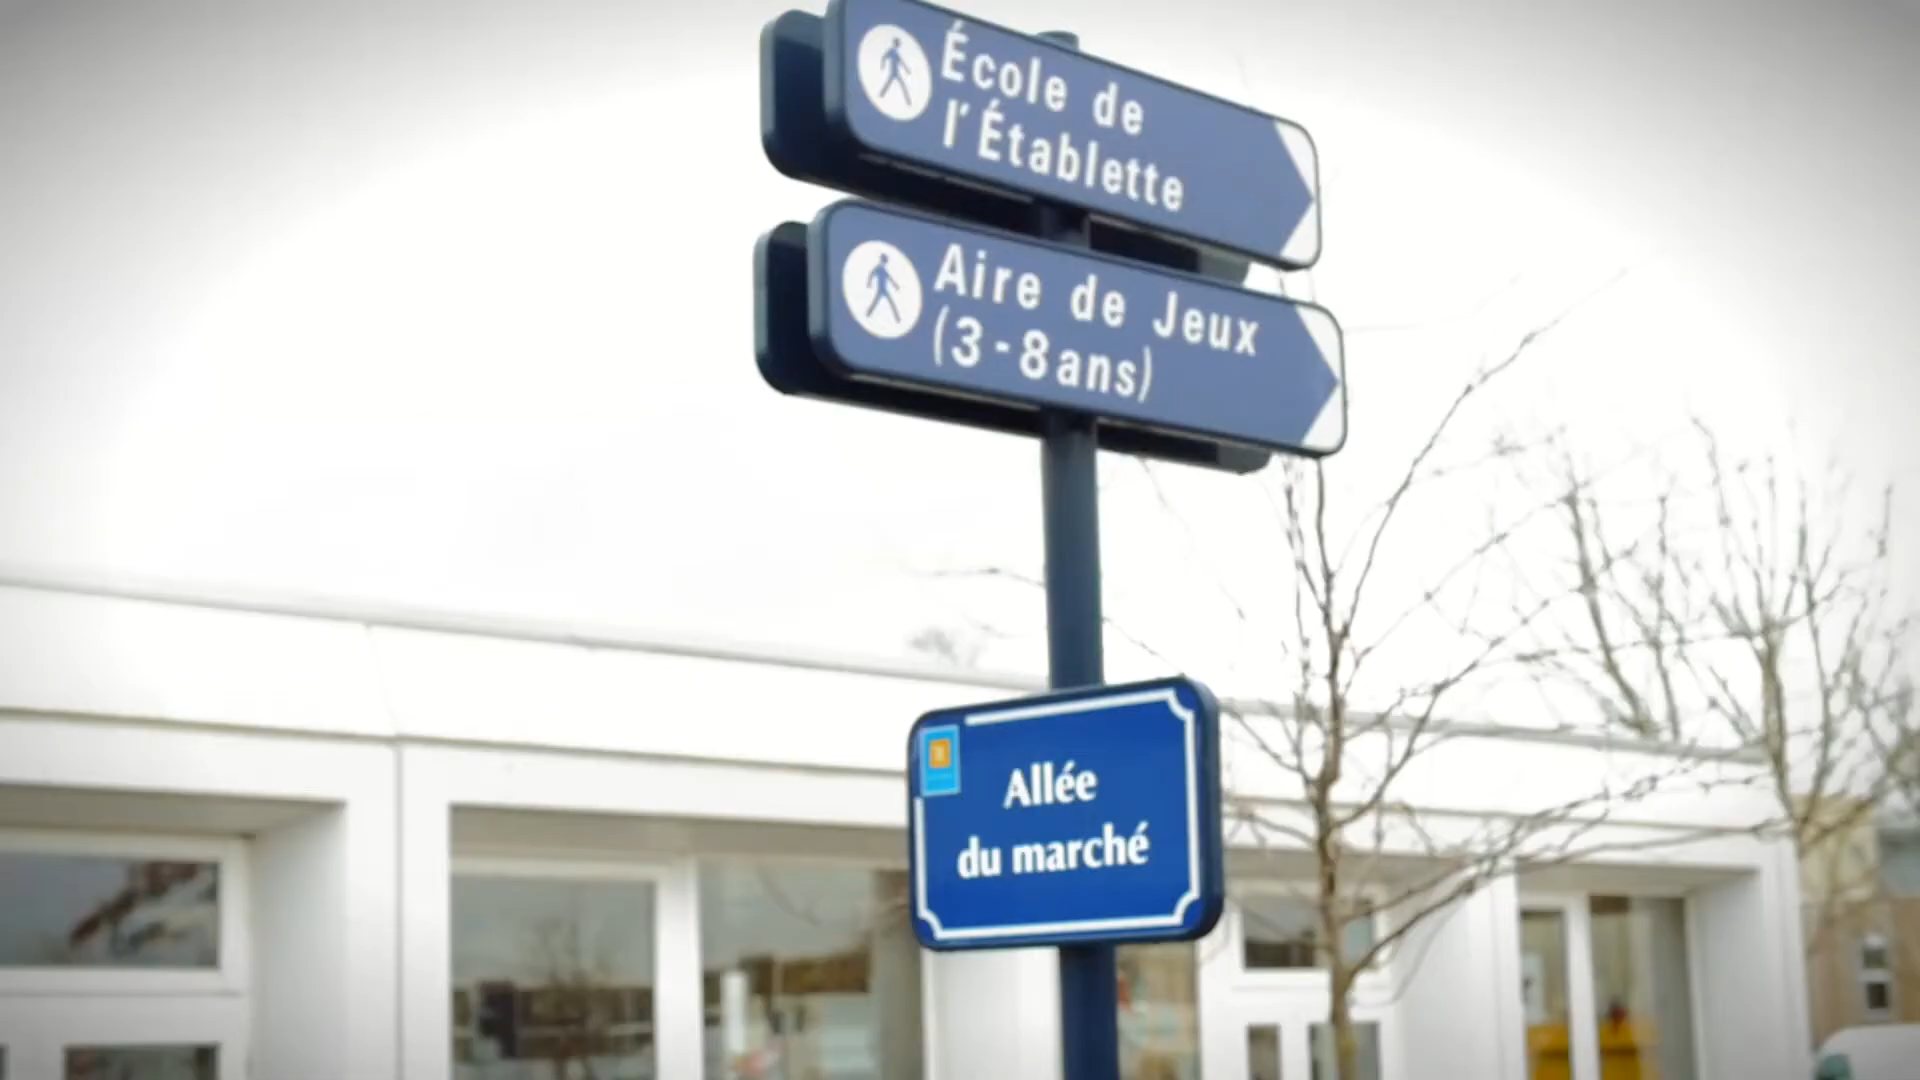 École de
l'Établette
Aire de Jeux
(3-8ans)
Allée
du marché